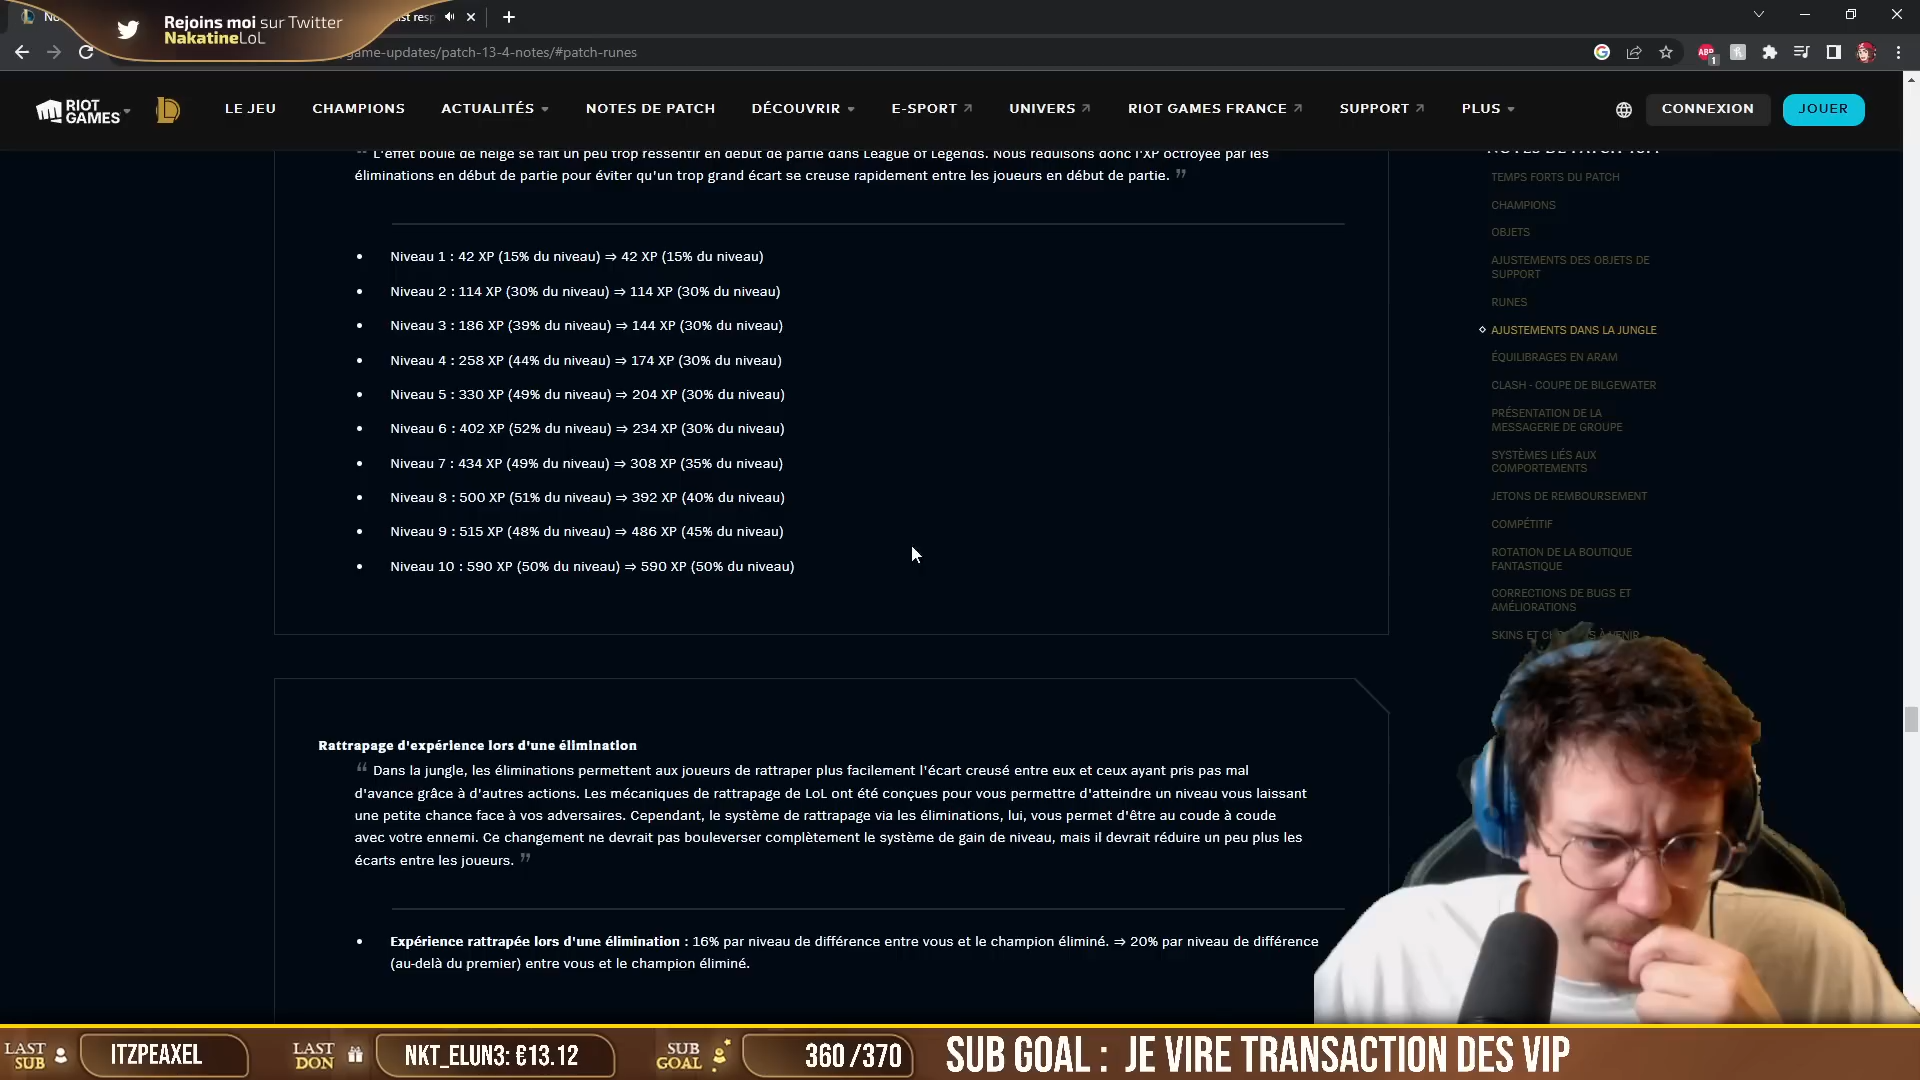 Rejoins moi sur Twitter
NakatineLoL
game-updates/patch-13-4-notes/#patch-runes
RIOT GAMES
LE JEU
CHAMPIONS
ACTUALITÉS
NOTES DE PATCH
DÉCOUVRIR
E-SPORT
UNIVERS
RIOT GAMES FRANCE
SUPPORT
PLUS
CONNEXION
JOUER
“ L'effet boule de neige se fait un peu trop ressentir en début de partie dans League of Legends. Nous réduisons donc l'XP octroyée par les
éliminations en début de partie pour éviter qu'un trop grand écart se creuse rapidement entre les joueurs en début de partie. ”
• Niveau 1 : 42 XP (15% du niveau) ⇒ 42 XP (15% du niveau)
• Niveau 2 : 114 XP (30% du niveau) ⇒ 114 XP (30% du niveau)
• Niveau 3 : 186 XP (39% du niveau) ⇒ 144 XP (30% du niveau)
• Niveau 4 : 258 XP (44% du niveau) ⇒ 174 XP (30% du niveau)
• Niveau 5 : 330 XP (49% du niveau) ⇒ 204 XP (30% du niveau)
• Niveau 6 : 402 XP (52% du niveau) ⇒ 234 XP (30% du niveau)
• Niveau 7 : 434 XP (49% du niveau) ⇒ 308 XP (35% du niveau)
• Niveau 8 : 500 XP (51% du niveau) ⇒ 392 XP (40% du niveau)
• Niveau 9 : 515 XP (48% du niveau) ⇒ 486 XP (45% du niveau)
• Niveau 10 : 590 XP (50% du niveau) ⇒ 590 XP (50% du niveau)
Rattrapage d'expérience lors d'une élimination
“ Dans la jungle, les éliminations permettent aux joueurs de rattraper plus facilement l'écart creusé entre eux et ceux ayant pris pas mal
d'avance grâce à d'autres actions. Les mécaniques de rattrapage de LoL ont été conçues pour vous permettre d'atteindre un niveau vous laissant
une petite chance face à vos adversaires. Cependant, le système de rattrapage via les éliminations, lui, vous permet d'être au coude à coude
avec votre ennemi. Ce changement ne devrait pas bouleverser complètement le système de gain de niveau, mais il devrait réduire un peu plus les
écarts entre les joueurs. ”
• Expérience rattrapée lors d'une élimination : 16% par niveau de différence entre vous et le champion éliminé. ⇒ 20% par niveau de différence
(au-delà du premier) entre vous et le champion éliminé.
TEMPS FORTS DU PATCH
CHAMPIONS
OBJETS
AJUSTEMENTS DES OBJETS DE
SUPPORT
RUNES
AJUSTEMENTS DANS LA JUNGLE
ÉQUILIBRAGES EN ARAM
CLASH - COUPE DE BILGEWATER
PRÉSENTATION DE LA
MESSAGERIE DE GROUPE
SYSTÈMES LIÉS AUX
COMPORTEMENTS
JETONS DE REMBOURSEMENT
COMPÉTITIF
ROTATION DE LA BOUTIQUE
FANTASTIQUE
CORRECTIONS DE BUGS ET
AMÉLIORATIONS
SKINS ET
LAST SUB
ITZPEAXEL
LAST DON
NKT_ELUN3: €13.12
SUB GOAL
360 /370
SUB GOAL : JE VIRE TRANSACTION DES VIP